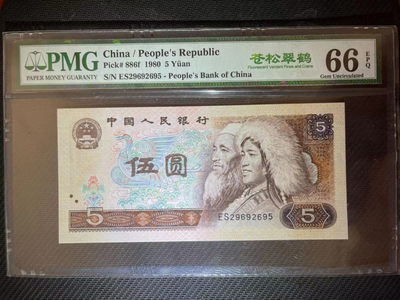 PMG
PAPER MONEY GUARANTY
China / People's Republic
Pick# 886f 1980 5 Yüan
S/N ES29692695 - People's Bank of China
苍松翠鹤
Fluorescent Verdant Pines and Cranes
66 EPQ
Gem Uncirculated
中国人民银行
5
伍圆
5
ES29692695
5